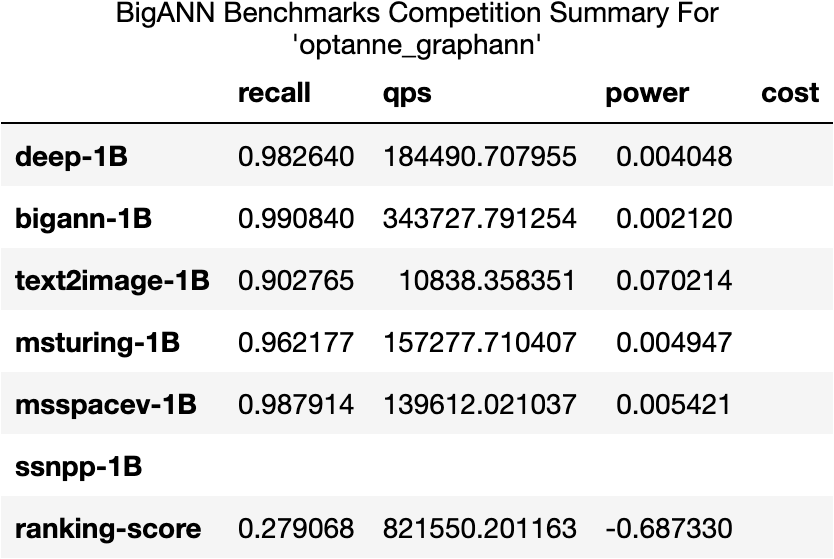 BigANN Benchmarks Competition Summary For
'optanne_graphann'
recall qps power cost
deep-1B 0.982640 184490.707955 0.004048
bigann-1B 0.990840 343727.791254 0.002120
text2image-1B 0.902765 10838.358351 0.070214
msturing-1B 0.962177 157277.710407 0.004947
msspacev-1B 0.987914 139612.021037 0.005421
ssnpp-1B
ranking-score 0.279068 821550.201163 -0.687330